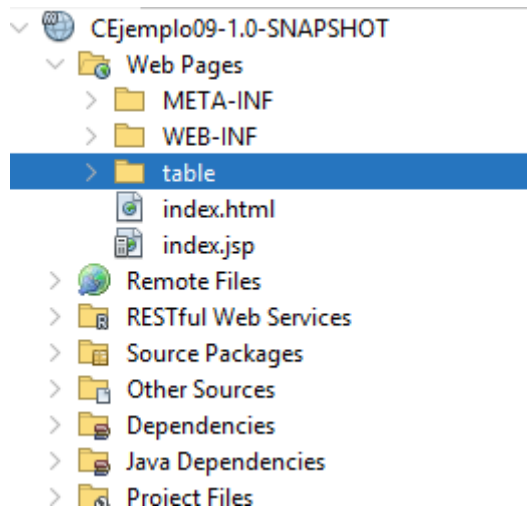 CEjemplo09-1.0-SNAPSHOT
Web Pages
META-INF
WEB-INF
table
index.html
index.jsp
Remote Files
RESTful Web Services
Source Packages
Other Sources
Dependencies
Java Dependencies
Project Files